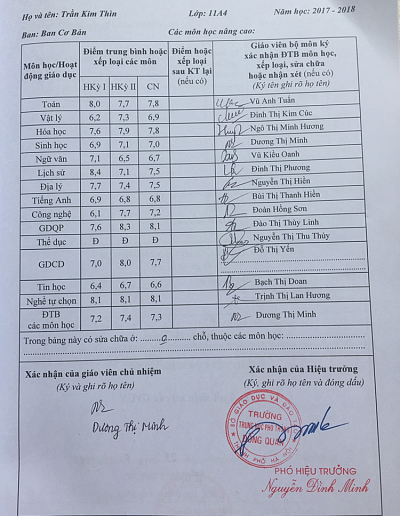 Họ và tên: Trần Kim Thìn Lớp: 11A4 Năm học: 2017 - 2018
Ban: Ban Cơ Bản Các môn học nâng cao:
Môn học/Hoạt động giáo dục
Điểm trung bình hoặc xếp loại các môn
HKỳ I HKỳ II CN
Điểm hoặc xếp loại sau KT lại (nếu có)
Giáo viên bộ môn ký xác nhận ĐTB môn học, xếp loại, sửa chữa hoặc nhận xét (nếu có)
(Ký tên ghi rõ họ tên)
Toán 8,0 7,7 7,8 Vũ Anh Tuấn
Vật lý 6,2 7,3 6,9 Đinh Thị Kim Cúc
Hóa học 7,6 7,9 7,8 Ngô Thị Minh Hương
Sinh học 6,9 7,1 7,0 Dương Thị Minh
Ngữ văn 7,1 6,5 6,7 Vũ Kiều Oanh
Lịch sử 8,4 7,1 7,5 Đinh Thị Phương
Địa lý 7,7 7,4 7,5 Nguyễn Thị Hiền
Tiếng Anh 6,9 6,8 6,8 Bùi Thị Thanh Hiền
Công nghệ 6,1 7,7 7,2 Đoàn Hồng Sơn
GDQP 7,6 8,3 8,1 Đào Thị Thùy Linh
Thể dục Đ Đ Đ Nguyễn Thị Thu Thủy
GDCD 7,0 8,0 7,7 Đỗ Thị Yến
Tin học 6,4 6,7 6,6 Bạch Thị Doan
Nghề tự chọn 8,1 8,1 8,1 Trịnh Thị Lan Hương
ĐTB các môn học 7,2 7,4 7,3 Dương Thị Minh
Trong bảng này có sửa chữa ở: 0 chỗ, thuộc các môn học:
Xác nhận của giáo viên chủ nhiệm
(Ký và ghi rõ họ tên)
Dương Thị Minh
Xác nhận của Hiệu trưởng
(Ký, ghi rõ họ tên và đóng dấu)
SỞ GIÁO DỤC VÀ ĐÀO TẠO
TRƯỜNG
TRUNG HỌC PHỔ THÔNG
ĐỒNG QUAN
THÀNH PHỐ HÀ NỘI
PHÓ HIỆU TRƯỞNG
Nguyễn Đình Minh